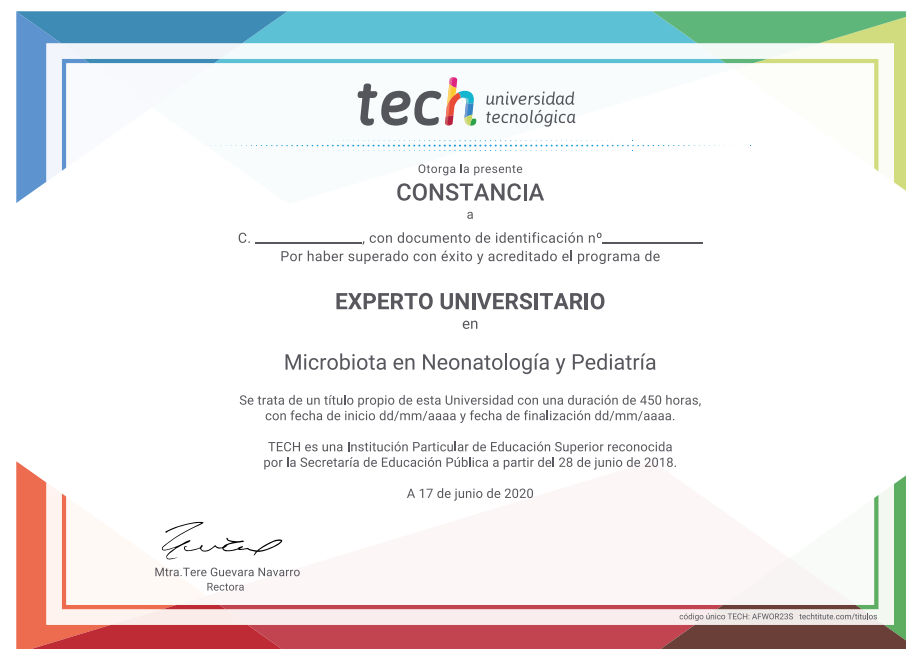 tech universidad
tecnológica
Otorga la presente
CONSTANCIA
a
C. ____________, con documento de identificación nº____________
Por haber superado con éxito y acreditado el programa de
EXPERTO UNIVERSITARIO
en
Microbiota en Neonatología y Pediatría
Se trata de un título propio de esta Universidad con una duración de 450 horas,
con fecha de inicio dd/mm/aaaa y fecha de finalización dd/mm/aaaa.
TECH es una Institución Particular de Educación Superior reconocida
por la Secretaría de Educación Pública a partir del 28 de junio de 2018.
A 17 de junio de 2020
Mtra.Tere Guevara Navarro
Rectora
código único TECH: AFWOR23S techtitute.com/titulos